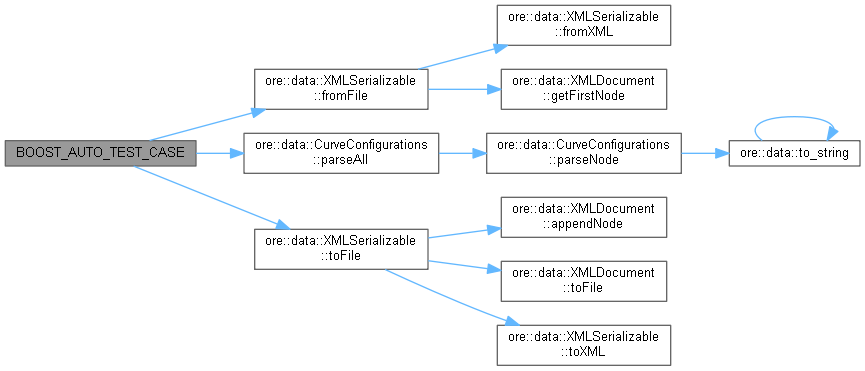 BOOST_AUTO_TEST_CASE
ore::data::XMLSerializable
::fromFile
ore::data::XMLSerializable
::fromXML
ore::data::XMLDocument
::getFirstNode
ore::data::CurveConfigurations
::parseAll
ore::data::CurveConfigurations
::parseNode
ore::data::to_string
ore::data::XMLSerializable
::toFile
ore::data::XMLDocument
::appendNode
ore::data::XMLDocument
::toFile
ore::data::XMLSerializable
::toXML